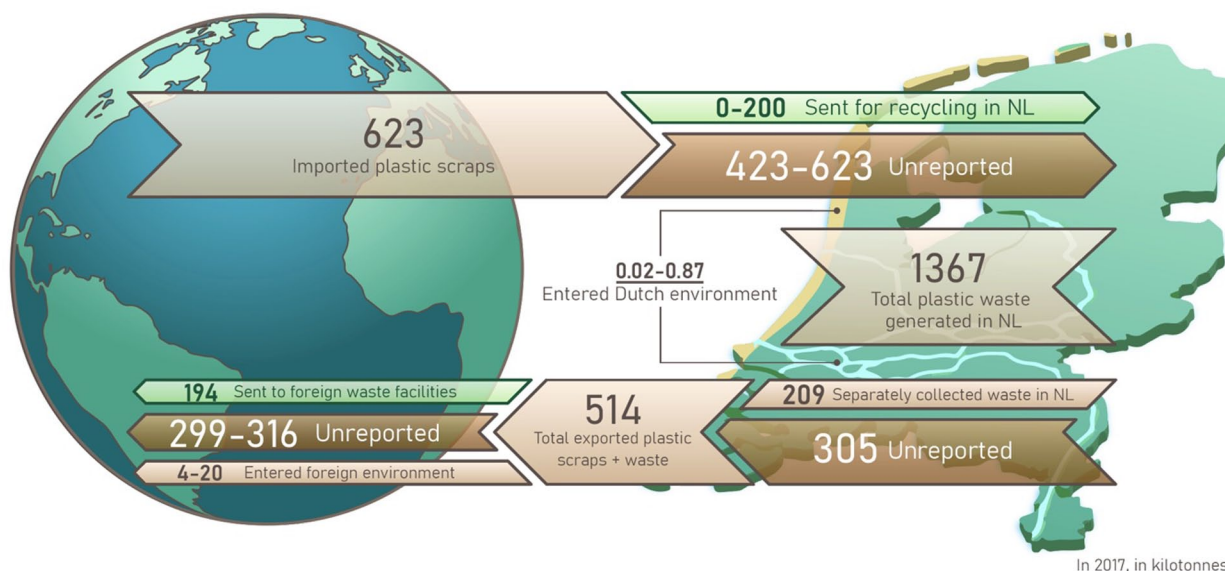 623
Imported plastic scraps
0-200 Sent for recycling in NL
423-623 Unreported
0.02-0.87
Entered Dutch environment
1367
Total plastic waste
generated in NL
194 Sent to foreign waste facilities
299-316 Unreported
4-20 Entered foreign environment
514
Total exported plastic
scraps + waste
209 Separately collected waste in NL
305 Unreported
In 2017, in kilotonnes